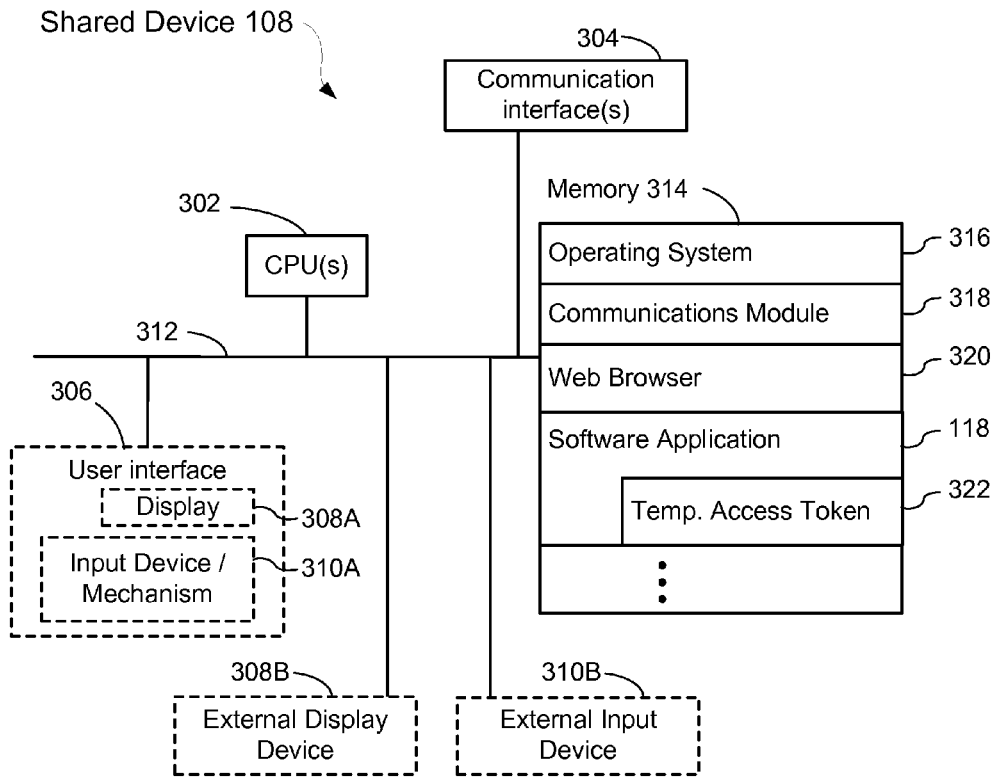 Shared Device 108
304
Communication
interface(s)
302
CPU(s)
312
Memory 314
Operating System
316
Communications Module
318
Web Browser
320
Software Application
118
Temp. Access Token
322
306
User interface
Display
308A
Input Device /
Mechanism
310A
308B
External Display
Device
310B
External Input
Device